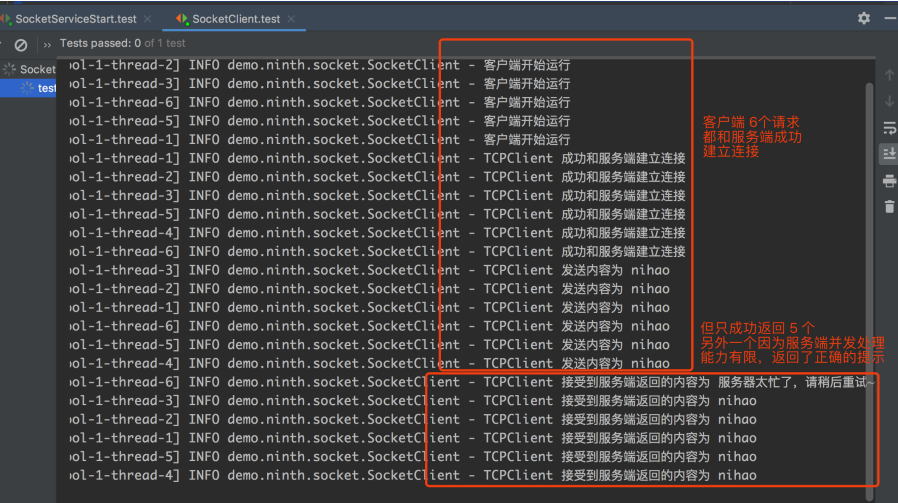 SocketServiceStart.test
SocketClient.test
Tests passed: 0 of 1 test
Socket
test
ool-1-thread-2] INFO demo.ninth.socket.SocketClient - 客户端开始运行
ool-1-thread-3] INFO demo.ninth.socket.SocketClient - 客户端开始运行
ool-1-thread-6] INFO demo.ninth.socket.SocketClient - 客户端开始运行
ool-1-thread-5] INFO demo.ninth.socket.SocketClient - 客户端开始运行
ool-1-thread-1] INFO demo.ninth.socket.SocketClient - 客户端开始运行
ool-1-thread-1] INFO demo.ninth.socket.SocketClient - TCPClient 成功和服务端建立连接
ool-1-thread-2] INFO demo.ninth.socket.SocketClient - TCPClient 成功和服务端建立连接
ool-1-thread-3] INFO demo.ninth.socket.SocketClient - TCPClient 成功和服务端建立连接
ool-1-thread-5] INFO demo.ninth.socket.SocketClient - TCPClient 成功和服务端建立连接
ool-1-thread-4] INFO demo.ninth.socket.SocketClient - TCPClient 成功和服务端建立连接
ool-1-thread-6] INFO demo.ninth.socket.SocketClient - TCPClient 成功和服务端建立连接
ool-1-thread-3] INFO demo.ninth.socket.SocketClient - TCPClient 发送内容为 nihao
ool-1-thread-2] INFO demo.ninth.socket.SocketClient - TCPClient 发送内容为 nihao
ool-1-thread-1] INFO demo.ninth.socket.SocketClient - TCPClient 发送内容为 nihao
ool-1-thread-6] INFO demo.ninth.socket.SocketClient - TCPClient 发送内容为 nihao
ool-1-thread-5] INFO demo.ninth.socket.SocketClient - TCPClient 发送内容为 nihao
ool-1-thread-4] INFO demo.ninth.socket.SocketClient - TCPClient 发送内容为 nihao
ool-1-thread-6] INFO demo.ninth.socket.SocketClient - TCPClient 接受到服务端返回的内容为 服务器太忙了，请稍后重试~
ool-1-thread-3] INFO demo.ninth.socket.SocketClient - TCPClient 接受到服务端返回的内容为 nihao
ool-1-thread-2] INFO demo.ninth.socket.SocketClient - TCPClient 接受到服务端返回的内容为 nihao
ool-1-thread-1] INFO demo.ninth.socket.SocketClient - TCPClient 接受到服务端返回的内容为 nihao
ool-1-thread-5] INFO demo.ninth.socket.SocketClient - TCPClient 接受到服务端返回的内容为 nihao
ool-1-thread-4] INFO demo.ninth.socket.SocketClient - TCPClient 接受到服务端返回的内容为 nihao
客户端 6个请求
都和服务端成功
建立连接
但只成功返回 5 个
另外一个因为服务端并发处理
能力有限，返回了正确的提示